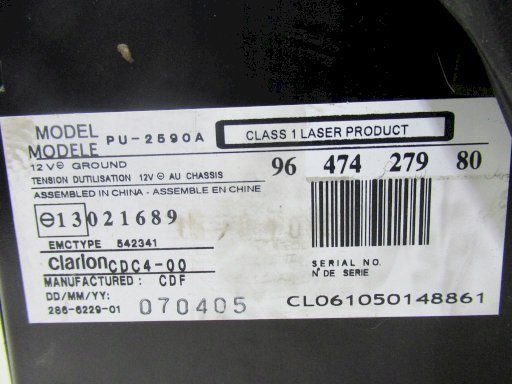 MODEL PU-2590A
MODELE
CLASS 1 LASER PRODUCT
12V⊖ GROUND
TENSION DUTILISATION 12V ⊖ AU CHASSIS
96 474 279 80
ASSEMBLED IN CHINA - ASSEMBLE EN CHINE
⊖13 021689
EMCTYPE 542341
clarion CDC4-00
MANUFACTURED: CDF
DD/MM/YY:
286-6229-01 070405
SERIAL NO.
N° DE SERIE
CL061050148861